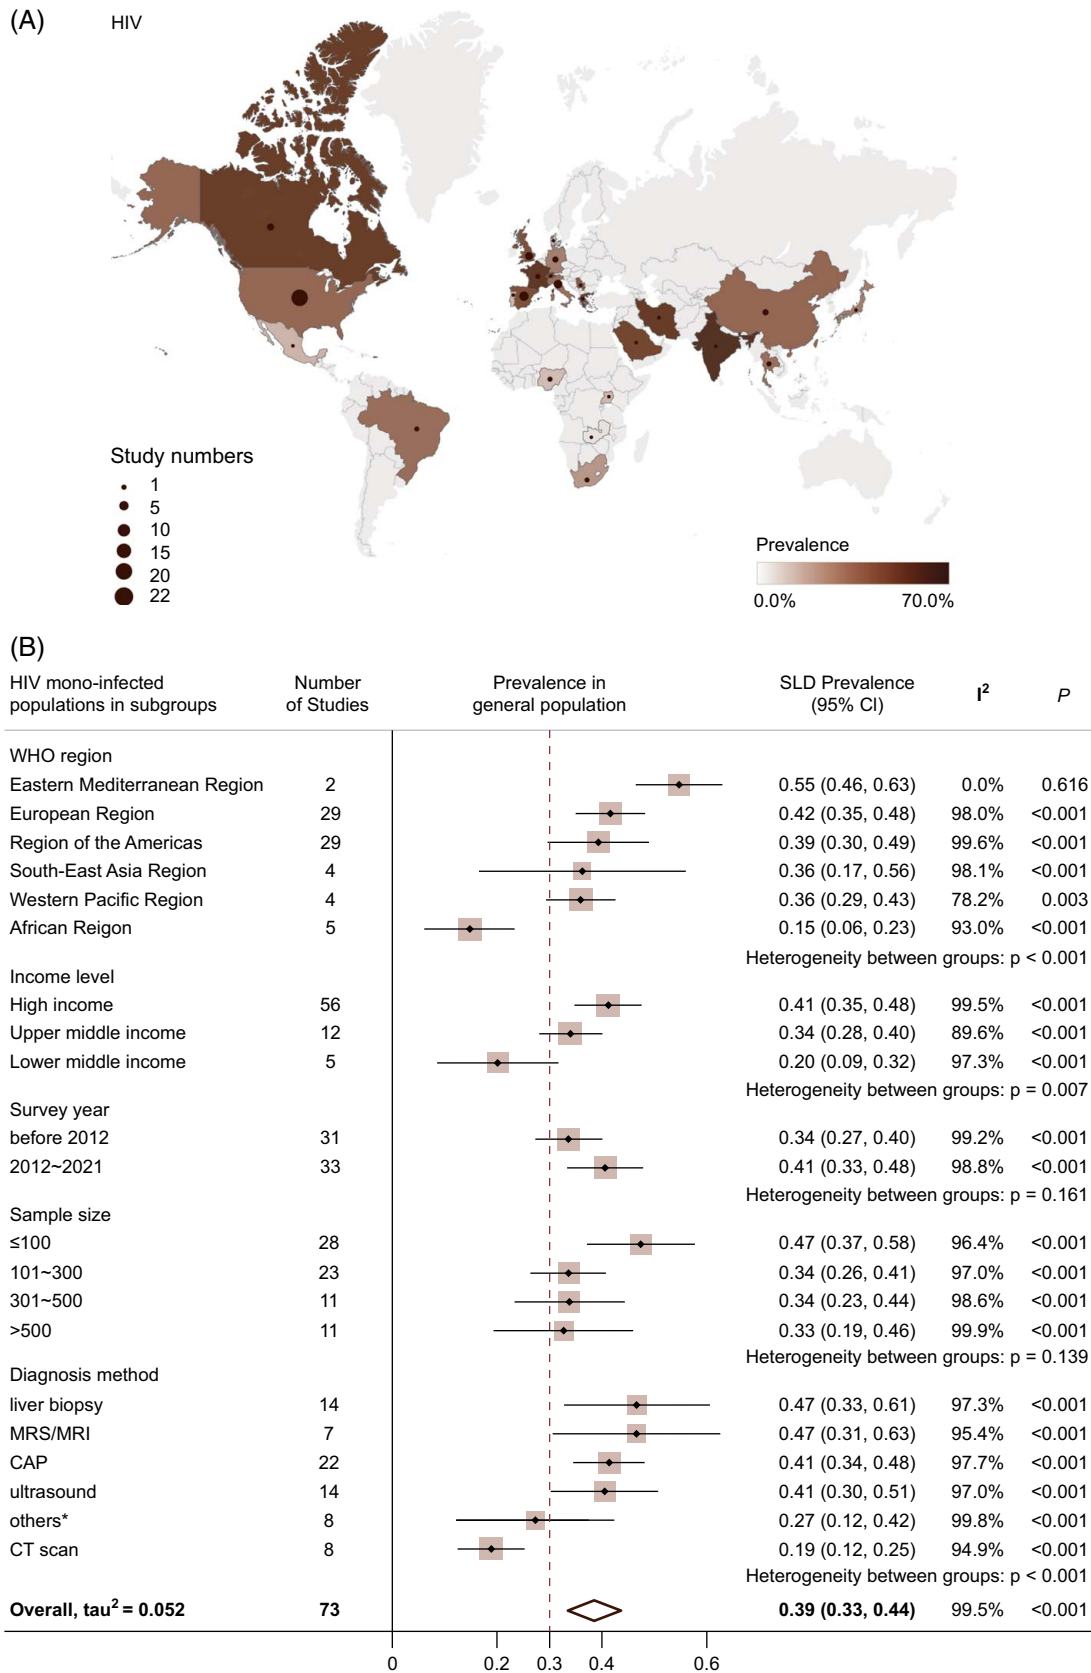 (A)
HIV
Study numbers
1
5
10
15
20
22
Prevalence
0.0% 70.0%
(B)
HIV mono-infected populations in subgroups Number of Studies Prevalence in general population SLD Prevalence (95% CI) I² P
WHO region
Eastern Mediterranean Region 2 0.55 (0.46, 0.63) 0.0% 0.616
European Region 29 0.42 (0.35, 0.48) 98.0% <0.001
Region of the Americas 29 0.39 (0.30, 0.49) 99.6% <0.001
South-East Asia Region 4 0.36 (0.17, 0.56) 98.1% <0.001
Western Pacific Region 4 0.36 (0.29, 0.43) 78.2% 0.003
African Reigon 5 0.15 (0.06, 0.23) 93.0% <0.001
Heterogeneity between groups: p < 0.001
Income level
High income 56 0.41 (0.35, 0.48) 99.5% <0.001
Upper middle income 12 0.34 (0.28, 0.40) 89.6% <0.001
Lower middle income 5 0.20 (0.09, 0.32) 97.3% <0.001
Heterogeneity between groups: p = 0.007
Survey year
before 2012 31 0.34 (0.27, 0.40) 99.2% <0.001
2012~2021 33 0.41 (0.33, 0.48) 98.8% <0.001
Heterogeneity between groups: p = 0.161
Sample size
≤100 28 0.47 (0.37, 0.58) 96.4% <0.001
101~300 23 0.34 (0.26, 0.41) 97.0% <0.001
301~500 11 0.34 (0.23, 0.44) 98.6% <0.001
>500 11 0.33 (0.19, 0.46) 99.9% <0.001
Heterogeneity between groups: p = 0.139
Diagnosis method
liver biopsy 14 0.47 (0.33, 0.61) 97.3% <0.001
MRS/MRI 7 0.47 (0.31, 0.63) 95.4% <0.001
CAP 22 0.41 (0.34, 0.48) 97.7% <0.001
ultrasound 14 0.41 (0.30, 0.51) 97.0% <0.001
others* 8 0.27 (0.12, 0.42) 99.8% <0.001
CT scan 8 0.19 (0.12, 0.25) 94.9% <0.001
Heterogeneity between groups: p < 0.001
Overall, tau² = 0.052 73 0.39 (0.33, 0.44) 99.5% <0.001
0 0.2 0.3 0.4 0.6